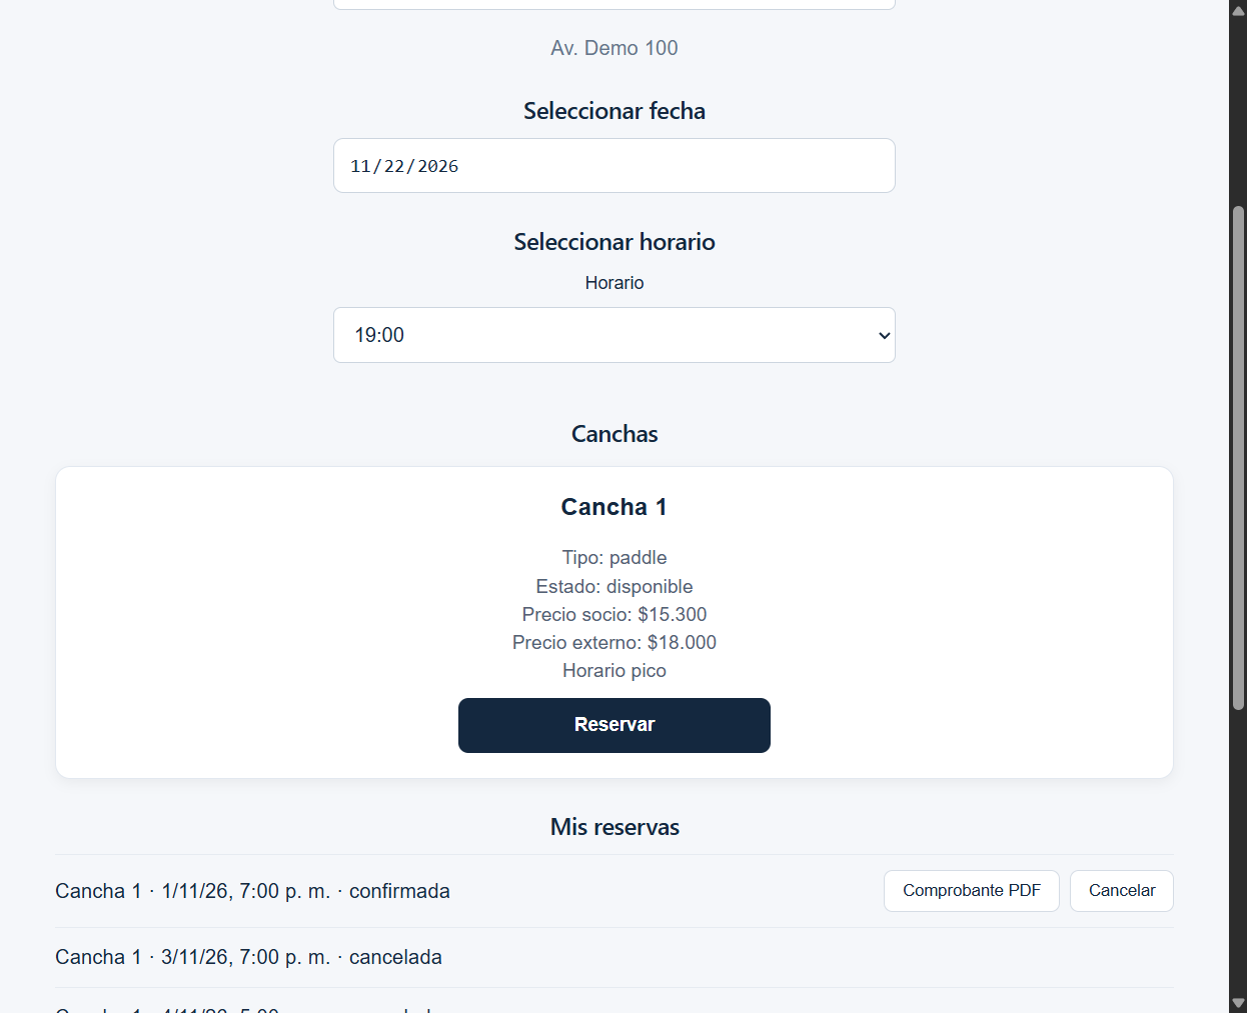 Av. Demo 100
Seleccionar fecha
11/22/2026
Seleccionar horario
Horario
19:00
Canchas
Cancha 1
Tipo: paddle
Estado: disponible
Precio socio: $15.300
Precio externo: $18.000
Horario pico
Reservar
Mis reservas
Cancha 1 · 1/11/26, 7:00 p. m. · confirmada
Comprobante PDF
Cancelar
Cancha 1 · 3/11/26, 7:00 p. m. · cancelada